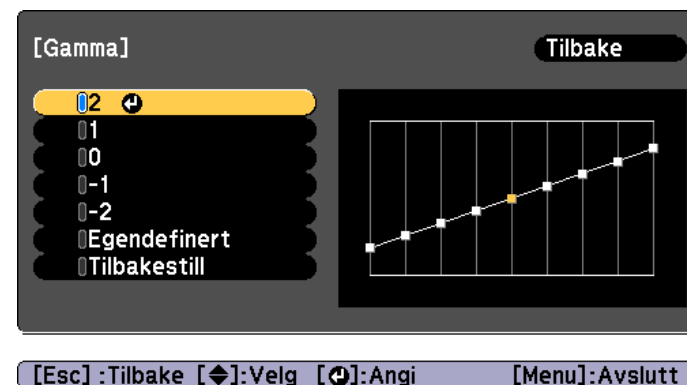 [Gamma] Tilbake
2
1
0
-1
-2
Egendefinert
Tilbakestill
[Esc] :Tilbake [◆]:Velg [↵]:Angi [Menu]:Avslutt